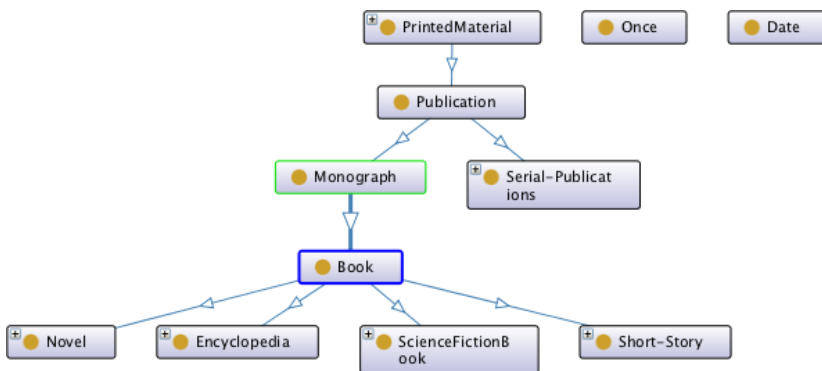 PrintedMaterial
Once
Date
Publication
Monograph
Serial-Publicat
ions
Book
Novel
Encyclopedia
ScienceFictionB
ook
Short-Story